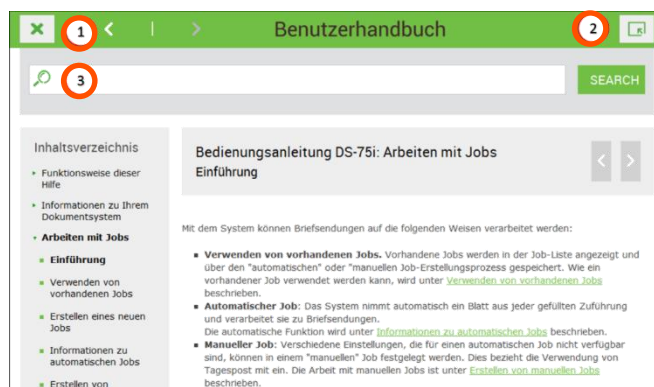 1
Benutzerhandbuch
2
3
SEARCH
Inhaltsverzeichnis
Funktionsweise dieser
Hilfe
Informationen zu Ihrem
Dokumentsystem
Arbeiten mit Jobs
Einführung
Verwenden von
vorhandenen Jobs
Erstellen eines neuen
Jobs
Informationen zu
automatischen Jobs
Erstellen von
Bedienungsanleitung DS-75i: Arbeiten mit Jobs
Einführung
Mit dem System können Briefsendungen auf die folgenden Weisen verarbeitet werden:
Verwenden von vorhandenen Jobs. Vorhandene Jobs werden in der Job-Liste angezeigt und
über den "automatischen" oder "manuellen Job-Erstellungsprozess gespeichert. Wie ein
vorhandener Job verwendet werden kann, wird unter Verwenden von vorhandenen Jobs
beschrieben.
Automatischer Job: Das System nimmt automatisch ein Blatt aus jeder gefüllten Zuführung
und verarbeitet sie zu Briefsendungen.
Die automatische Funktion wird unter Informationen zu automatischen Jobs beschrieben.
Manueller Job: Verschiedene Einstellungen, die für einen automatischen Job nicht verfügbar
sind, können in einem "manuellen" Job festgelegt werden. Dies bezieht die Verwendung von
Tagespost mit ein. Die Arbeit mit manuellen Jobs ist unter Erstellen von manuellen Jobs
beschrieben.